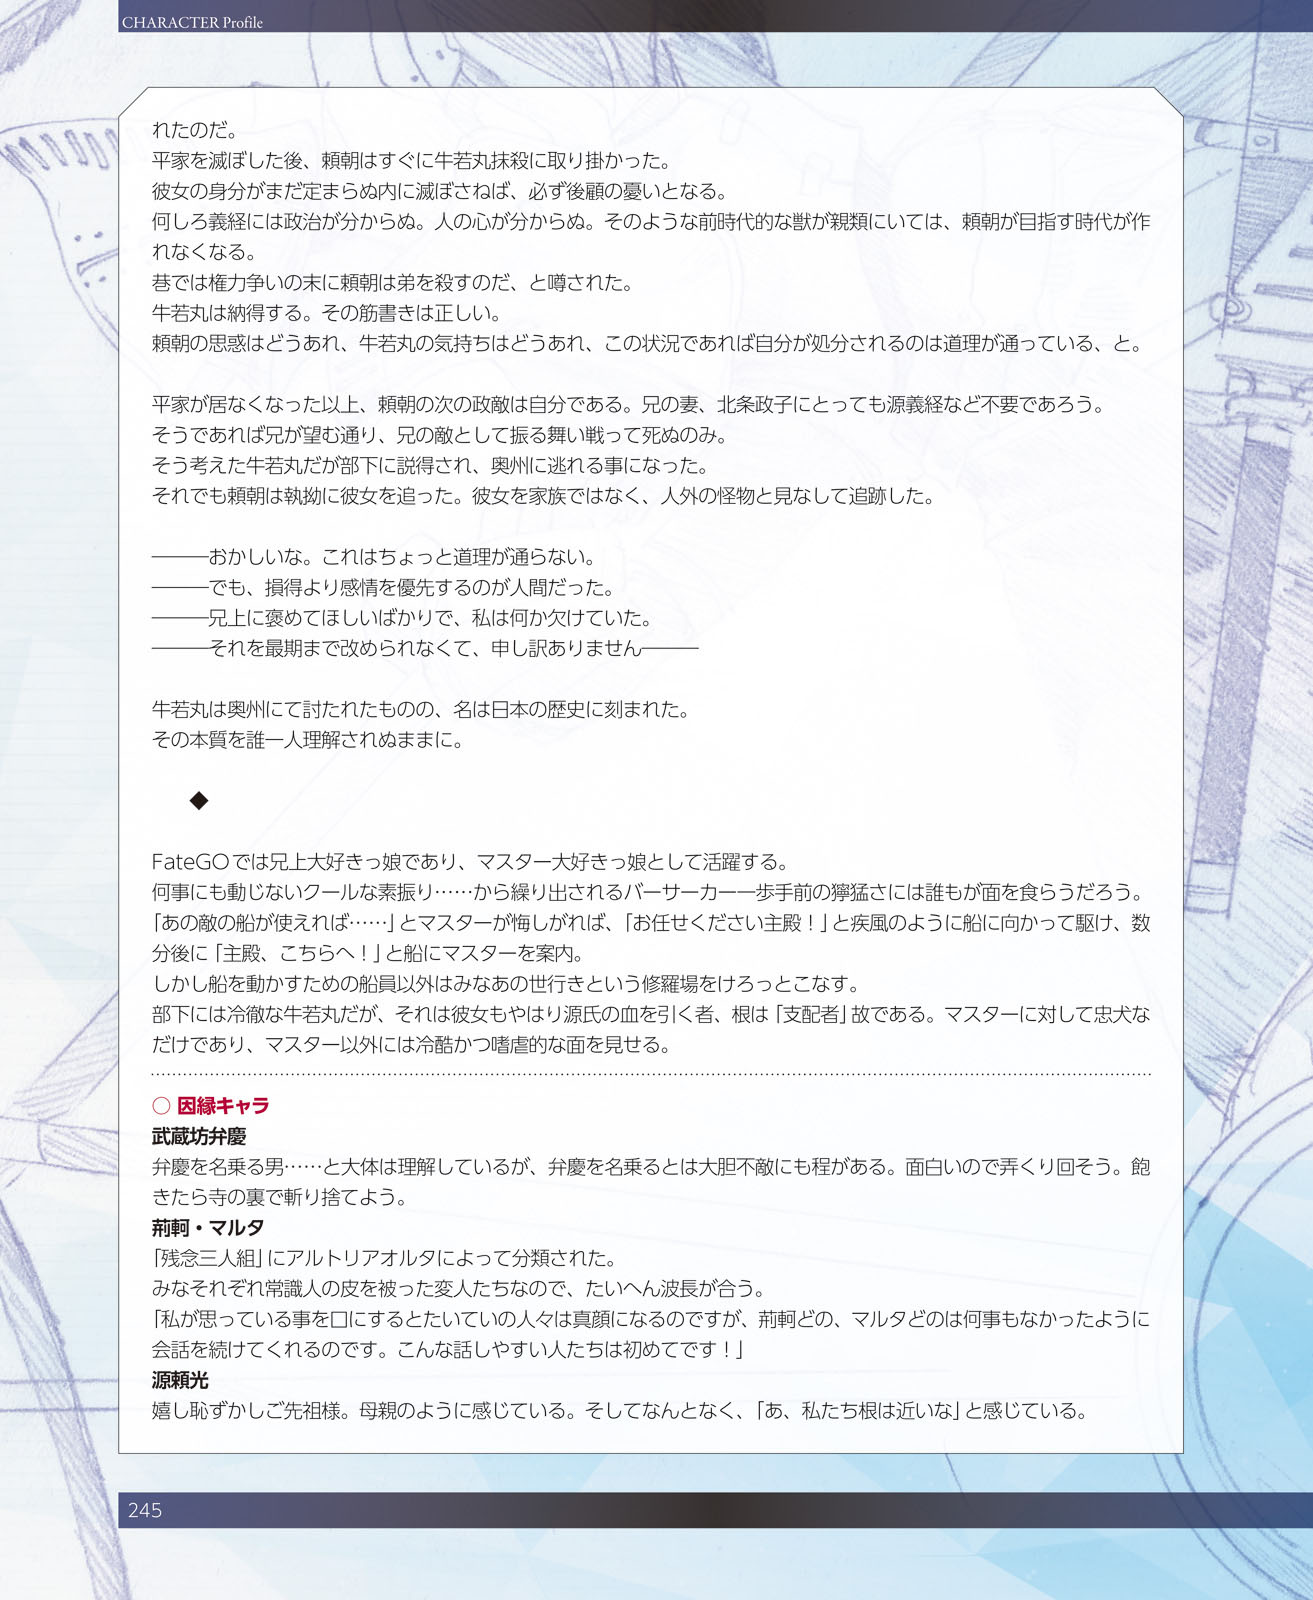 CHARACTER Profile
れたのだ。
平家を滅ぼした後、頼朝はすぐに牛若丸抹殺に取り掛かった。
彼女の身分がまだ定まらぬ内に滅ぼさねば、必ず後顧の憂いとなる。
何しろ義経には政治が分からぬ。人の心が分からぬ。そのような前時代的な獣が親類にいては、頼朝が目指す時代が作
れなくなる。
巷では権力争いの末に頼朝は弟を殺すのだ、と噂された。
牛若丸は納得する。その筋書きは正しい。
頼朝の思惑はどうあれ、牛若丸の気持ちはどうあれ、この状況であれば自分が処分されるのは道理が通っている、と。
平家が居なくなった以上、頼朝の次の政敵は自分である。兄の妻、北条政子にとっても源義経など不要であろう。
そうであれば兄が望む通り、兄の敵として振る舞い戦って死ぬのみ。
そう考えた牛若丸だが部下に説得され、奥州に逃れる事になった。
それでも頼朝は執拗に彼女を追った。彼女を家族ではなく、人外の怪物と見なして追跡した。
―――おかしいな。これはちょっと道理が通らない。
―――でも、損得より感情を優先するのが人間だった。
―――兄上に褒めてほしいばかりで、私は何か欠けていた。
―――それを最期まで改められなくて、申し訳ありません―――
牛若丸は奥州にて討たれたものの、名は日本の歴史に刻まれた。
その本質を誰一人理解されぬままに。
◆
FateGOでは兄上大好きっ娘であり、マスター大好きっ娘として活躍する。
何事にも動じないクールな素振り……から繰り出されるバーサーカー一歩手前の獰猛さには誰もが面を食らうだろう。
「あの敵の船が使えれば……」とマスターが悔しがれば、「お任せください主殿！」と疾風のように船に向かって駆け、数
分後に「主殿、こちらへ！」と船にマスターを案内。
しかし船を動かすための船員以外はみなあの世行きという修羅場をけろっとこなす。
部下には冷徹な牛若丸だが、それは彼女もやはり源氏の血を引く者、根は「支配者」故である。マスターに対して忠犬な
だけであり、マスター以外には冷酷かつ嗜虐的な面を見せる。
○ 因縁キャラ
武蔵坊弁慶
弁慶を名乗る男……と大体は理解しているが、弁慶を名乗るとは大胆不敵にも程がある。面白いので弄くり回そう。飽
きたら寺の裏で斬り捨てよう。
荊軻・マルタ
「残念三人組」にアルトリアオルタによって分類された。
みなそれぞれ常識人の皮を被った変人たちなので、たいへん波長が合う。
「私が思っている事を口にするとたいていの人々は真顔になるのですが、荊軻どの、マルタどのは何事もなかったように
会話を続けてくれるのです。こんな話しやすい人たちは初めてです！」
源頼光
嬉し恥ずかしご先祖様。母親のように感じている。そしてなんとなく、「あ、私たち根は近いな」と感じている。
245